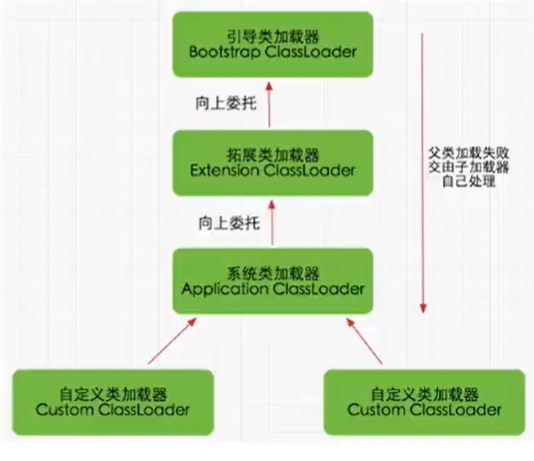 引导类加载器
Bootstrap ClassLoader
向上委托
拓展类加载器
Extension ClassLoader
父类加载失败
交由子加载器
自己处理
向上委托
系统类加载器
Application ClassLoader
自定义类加载器
Custom ClassLoader
自定义类加载器
Custom ClassLoader